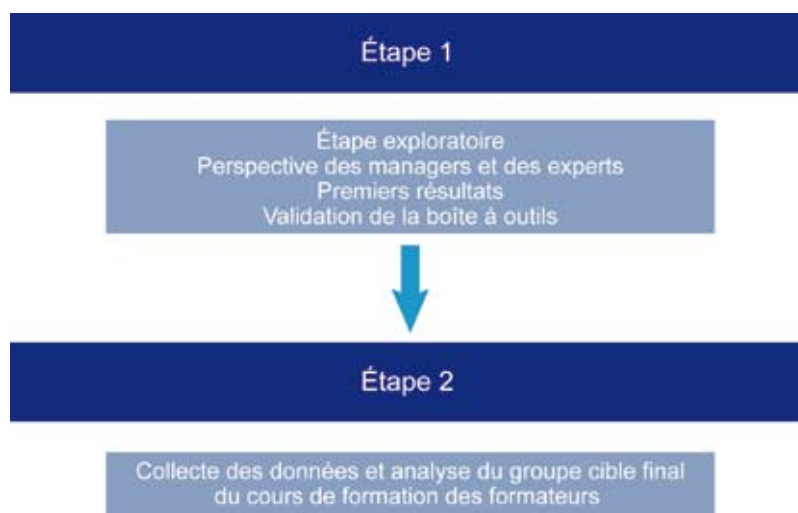 Étape 1
Étape exploratoire
Perspective des managers et des experts
Premiers résultats
Validation de la boîte à outils
Étape 2
Collecte des données et analyse du groupe cible final
du cours de formation des formateurs